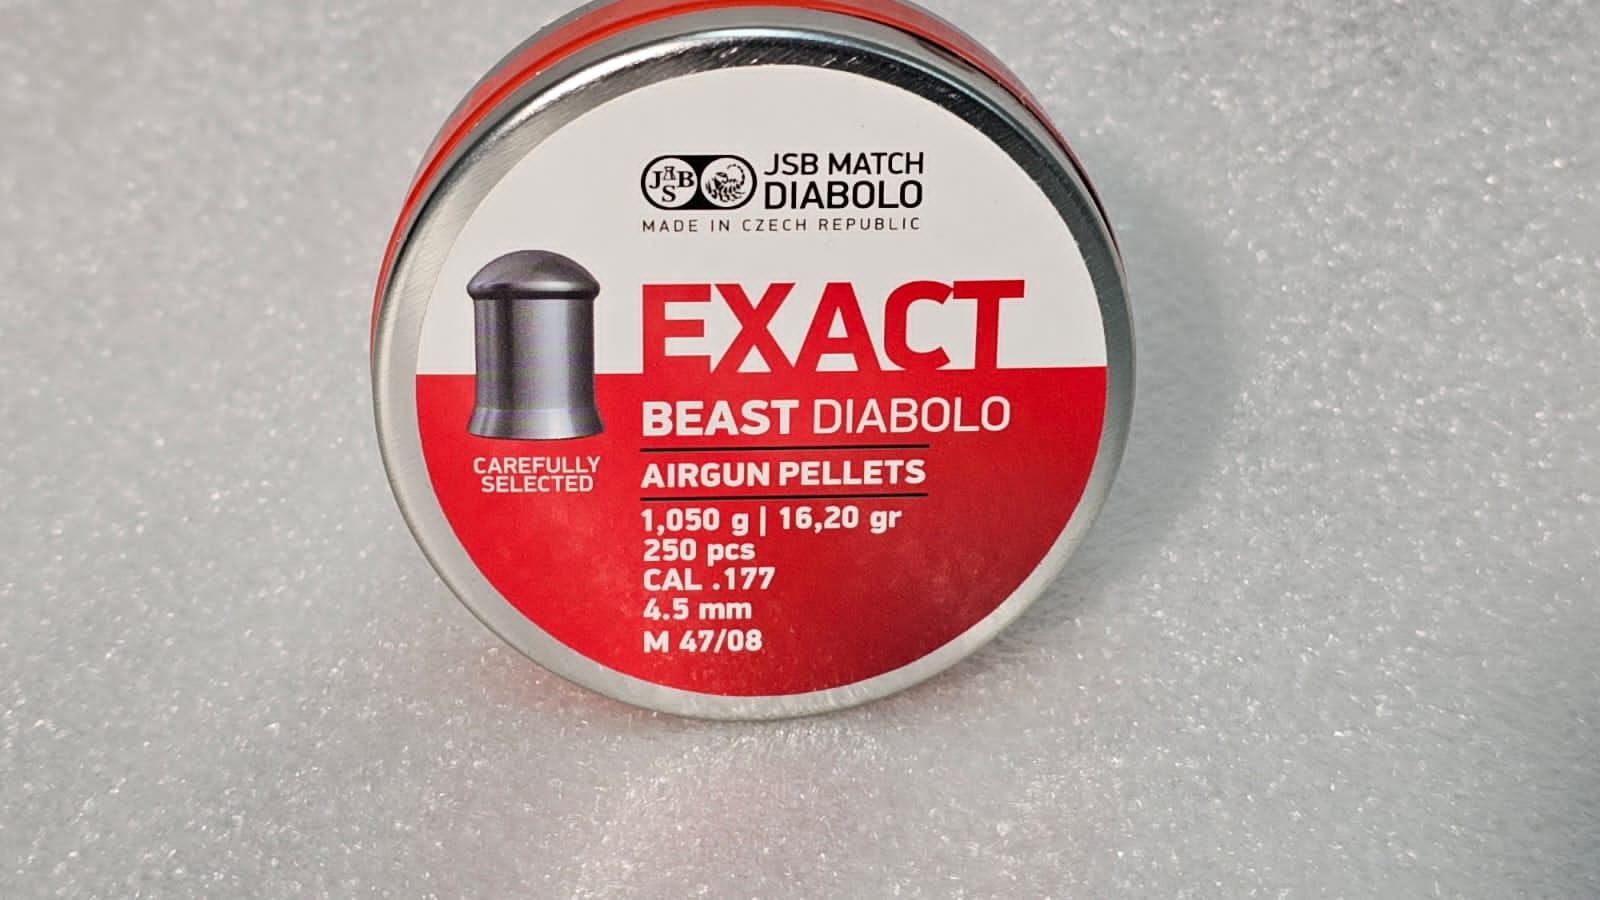 JSB
JSB MATCH
DIABOLO
MADE IN CZECH REPUBLIC
EXACT
BEAST DIABOLO
AIRGUN PELLETS
CAREFULLY
SELECTED
1,050 g | 16,20 gr
250 pcs
CAL .177
4.5 mm
M 47/08